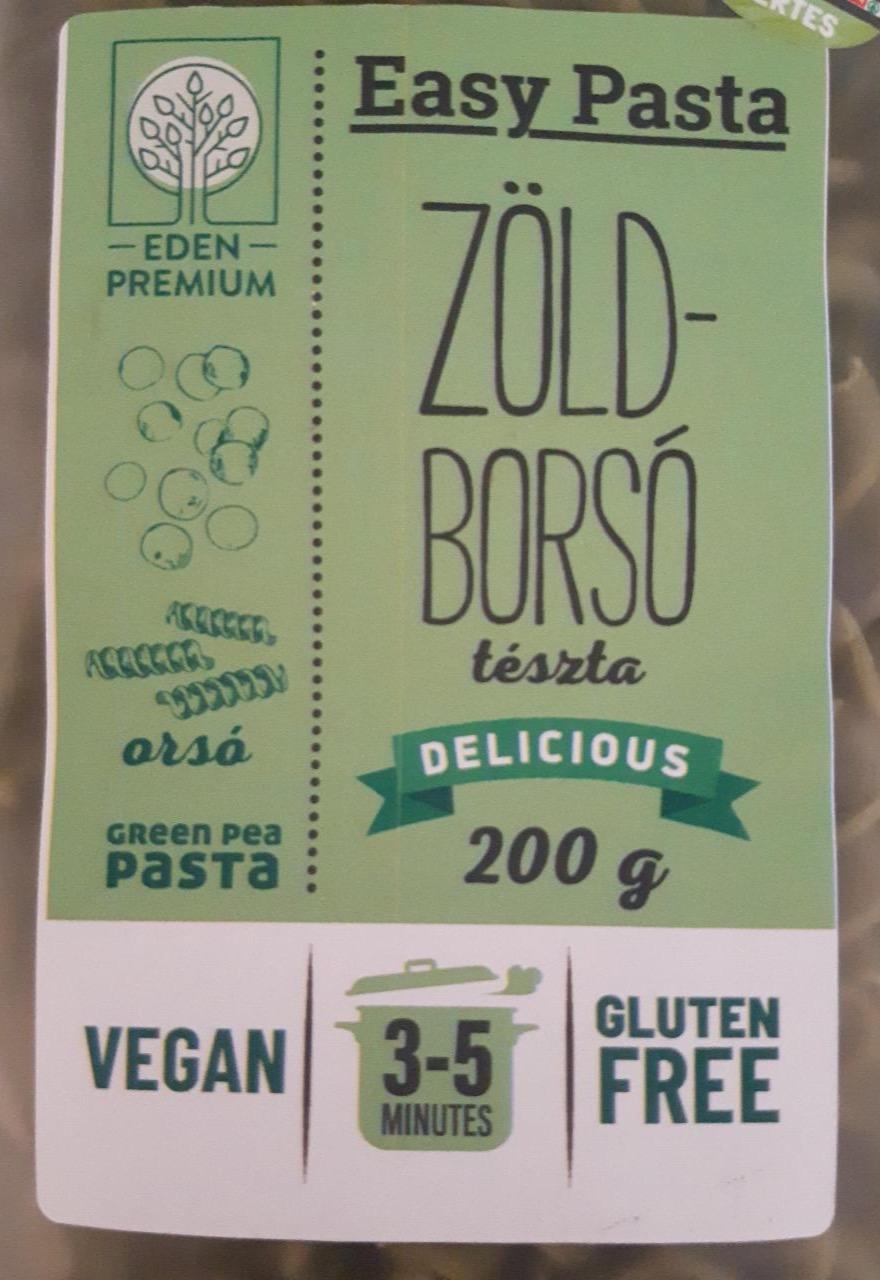 Easy Pasta
EDEN
PREMIUM
ZÖLD-
BORSÓ
tészta
orsó
DELICIOUS
GReen Pea
PaSTa
200 g
VEGAN
3-5
MINUTES
GLUTEN
FREE